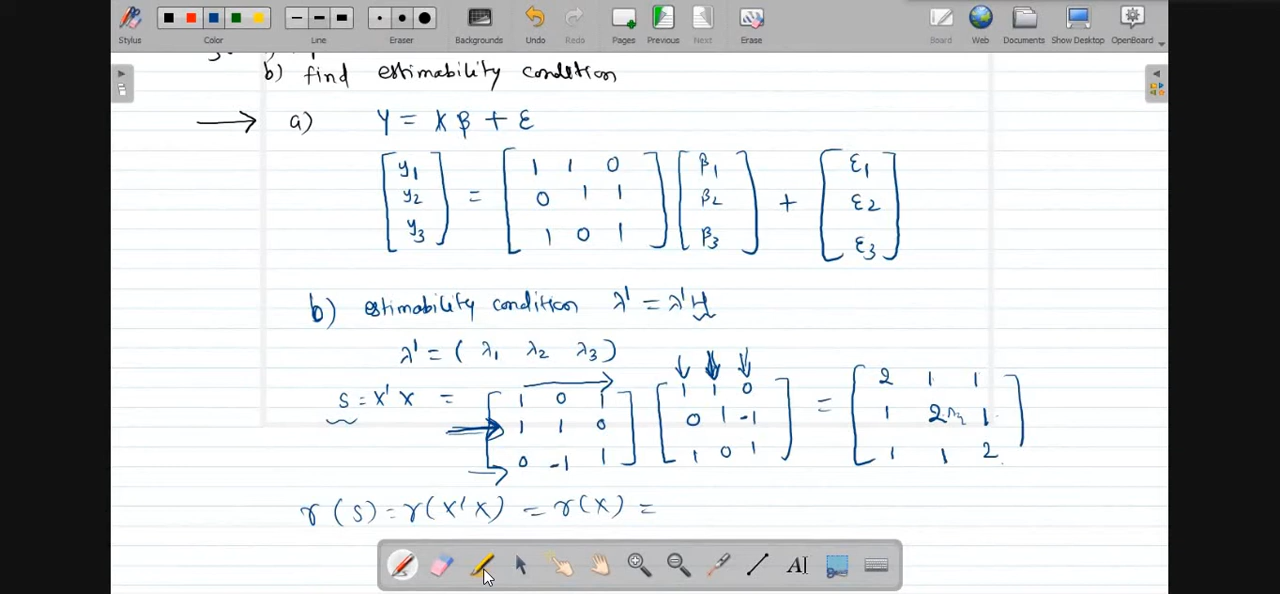 Stylus Color Line Eraser Backgrounds Undo Redo Pages Previous Next Erase Board Web Documents Show Desktop OpenBoard
b) find estimability condition
a) Y = Xβ + ε
[y1 y2 y3] = [1 1 0
0 1 1
1 0 1] [β1 β2 β3] + [ε1 ε2 ε3]
b) estimability condition λ' = λ'H
λ' = ( λ1 λ2 λ3 )
S = X'X = [1 0 1
1 1 0
0 -1 1] [1 1 0
0 1 -1
1 0 1] = [2 1 1
1 2 1
1 1 2]
r (S) = r(X'X) = r(X) =
AI